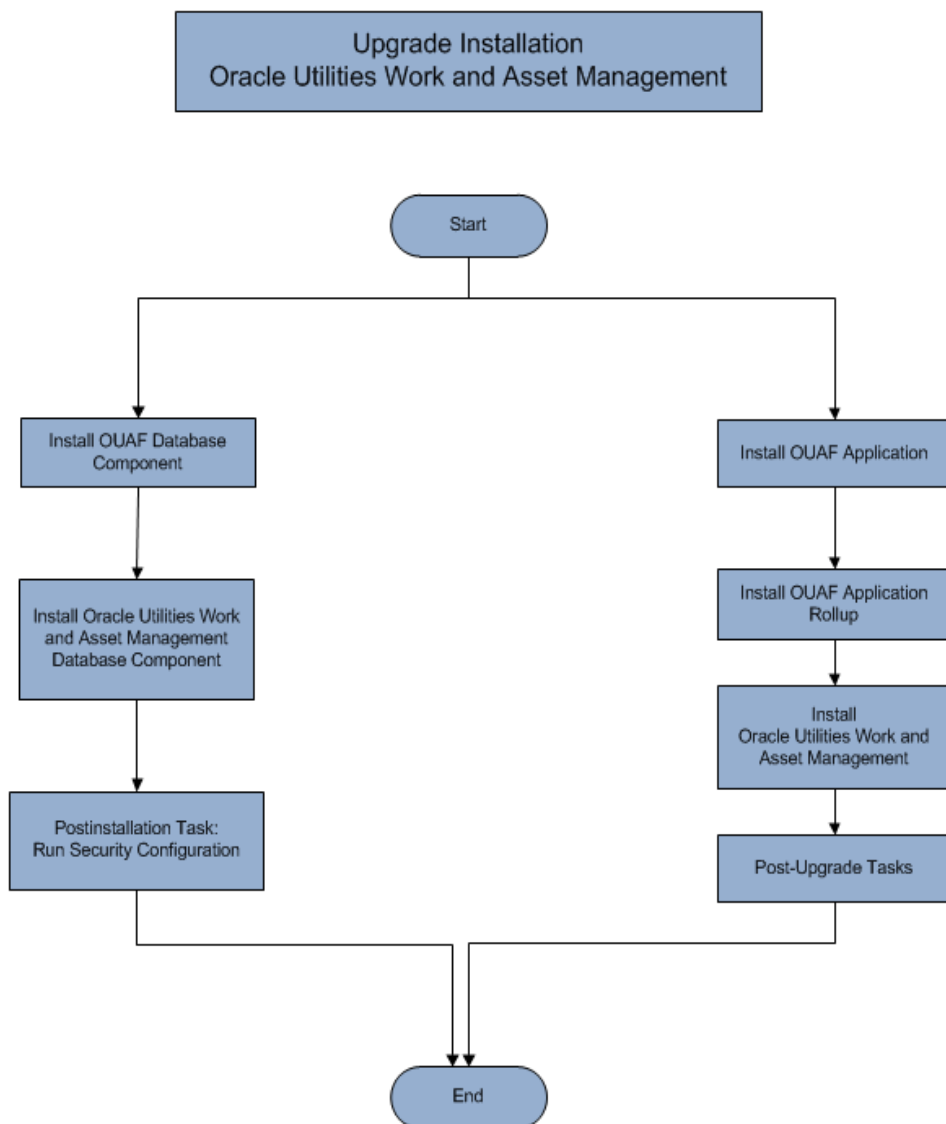 Upgrade Installation
Oracle Utilities Work and Asset Management
Start
Install OUAF Database
Component
Install Oracle Utilities Work
and Asset Management
Database Component
Postinstallation Task:
Run Security Configuration
Install OUAF Application
Install OUAF Application
Rollup
Install
Oracle Utilities Work and
Asset Management
Post-Upgrade Tasks
End